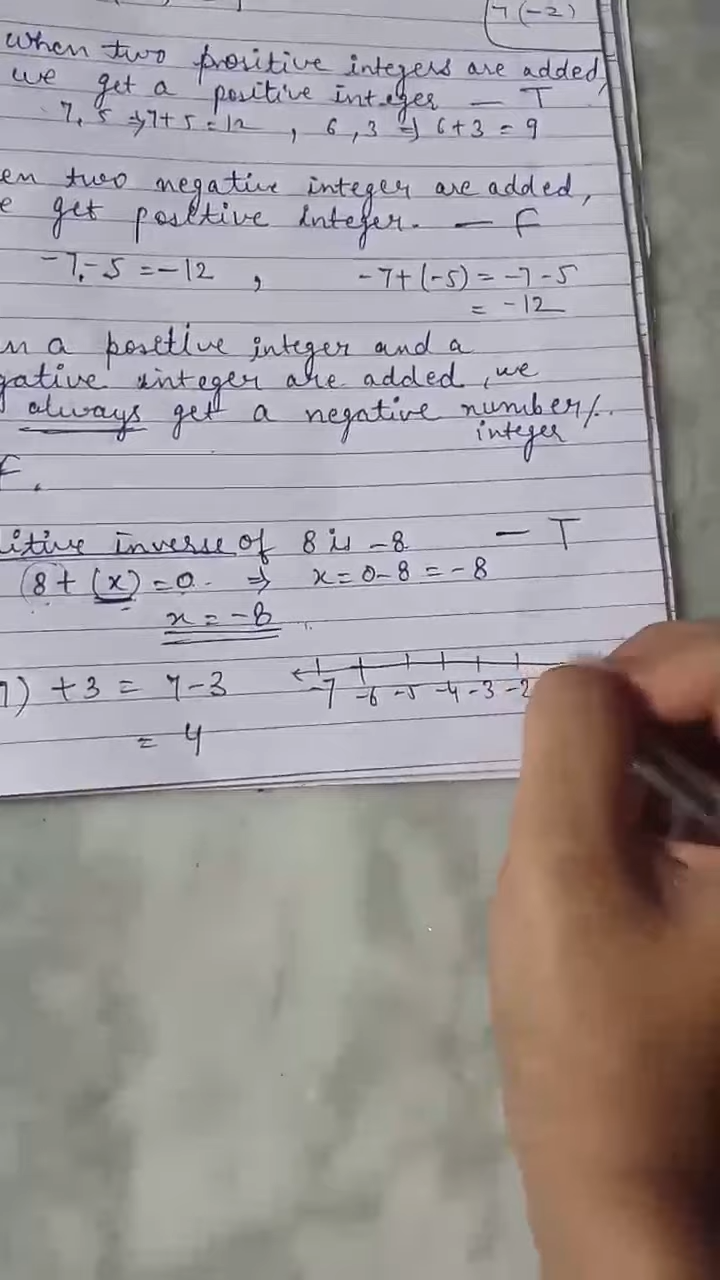 7 (-2)
when two positive integers are added,
we get a positive integer — T
7, 5 ⇒ 7+5 = 12 , 6, 3 ⇒ 6+3 = 9
en two negative integer are added,
e get positive integer. — F
-7, -5 = -12 , -7+(-5) = -7-5
= -12
n a positive integer and a
gative integer are added, we
always get a negative number/.
integer
F.
itive inverse of 8 is -8 — T
(8 + (x) = 0. ⇒ x = 0-8 = -8
x = -8
7) +3 = 7-3
-7 -6 -5 -4 -3 -2
= 4